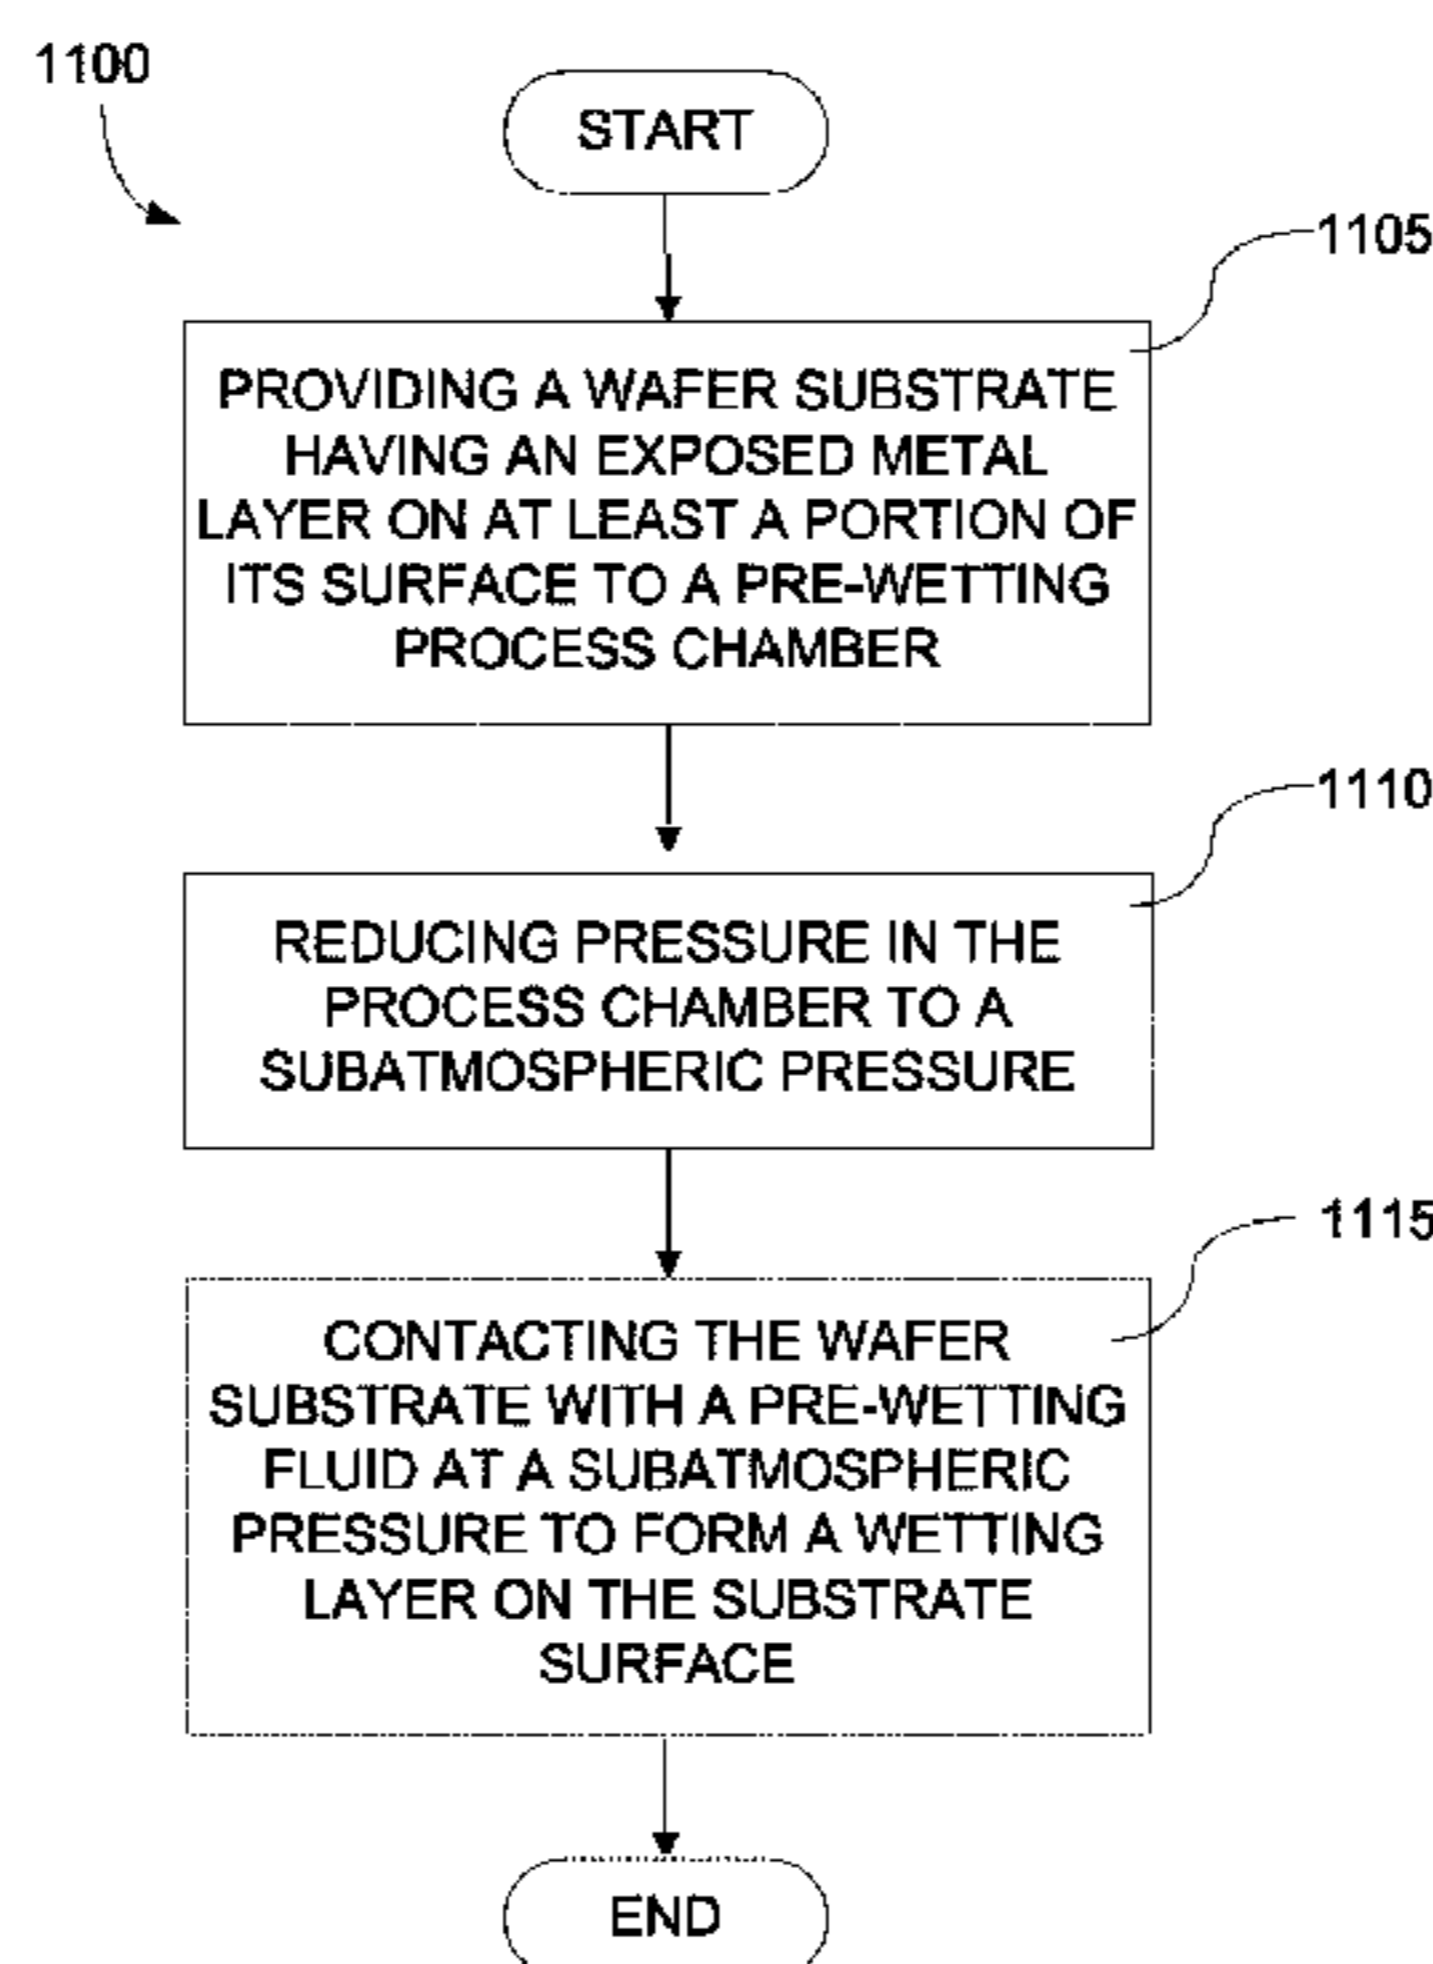 1100
START
1105
PROVIDING A WAFER SUBSTRATE
HAVING AN EXPOSED METAL
LAYER ON AT LEAST A PORTION OF
ITS SURFACE TO A PRE-WETTING
PROCESS CHAMBER
1110
REDUCING PRESSURE IN THE
PROCESS CHAMBER TO A
SUBATMOSPHERIC PRESSURE
1115
CONTACTING THE WAFER
SUBSTRATE WITH A PRE-WETTING
FLUID AT A SUBATMOSPHERIC
PRESSURE TO FORM A WETTING
LAYER ON THE SUBSTRATE
SURFACE
END